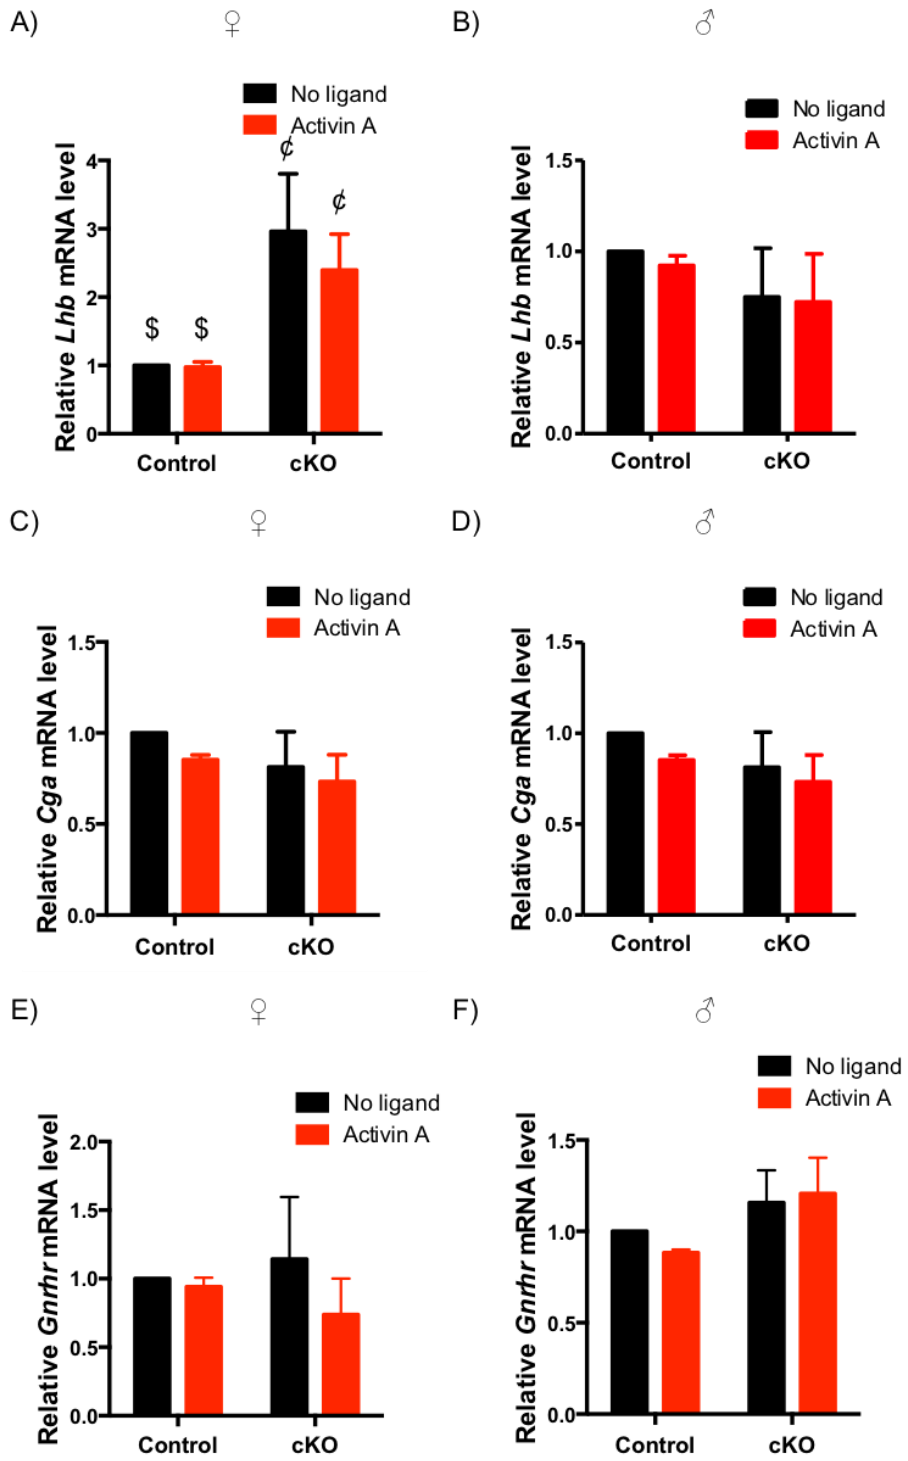 A) ♀
No ligand
Activin A
Relative Lhb mRNA level
4
3
2
1
0
$ $ ¢ ¢
Control cKO
B) ♂
No ligand
Activin A
Relative Lhb mRNA level
1.5
1.0
0.5
0.0
Control cKO
C) ♀
No ligand
Activin A
Relative Cga mRNA level
1.5
1.0
0.5
0.0
Control cKO
D) ♂
No ligand
Activin A
Relative Cga mRNA level
1.5
1.0
0.5
0.0
Control cKO
E) ♀
No ligand
Activin A
Relative Gnrhr mRNA level
2.0
1.5
1.0
0.5
0.0
Control cKO
F) ♂
No ligand
Activin A
Relative Gnrhr mRNA level
1.5
1.0
0.5
0.0
Control cKO